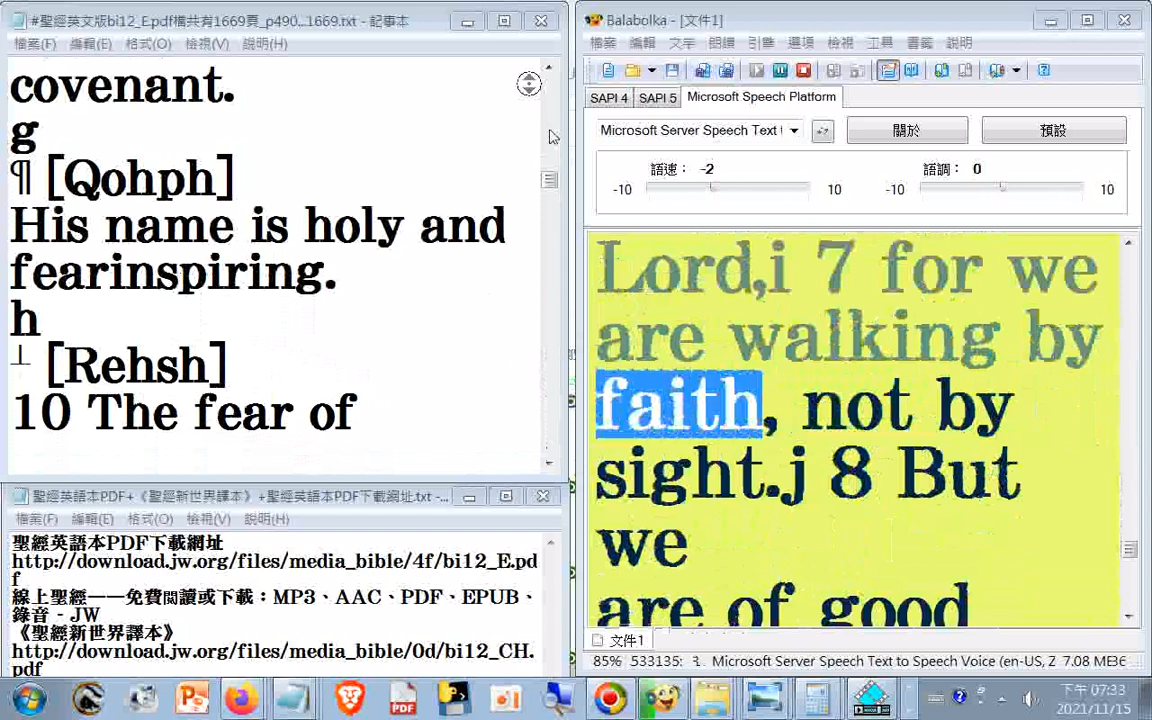 #聖經英文版bi12_E.pdf檔共有1669頁_p490,..1669.txt - 記事本
檔案(F) 編輯(E) 格式(O) 檢視(V) 說明(H)
covenant.
g
¶ [Qohph]
His name is holy and
fearinspiring.
h
┴ [Rehsh]
10 The fear of
聖經英語本PDF+《聖經新世界譯本》+聖經英語本PDF下載網址.txt - ...
檔案(F) 編輯(E) 格式(O) 檢視(V) 說明(H)
聖經英語本PDF下載網址
http://download.jw.org/files/media_bible/4f/bi12_E.pd
f
線上聖經——免費閱讀或下載：MP3、AAC、PDF、EPUB、
錄音 - JW
《聖經新世界譯本》
http://download.jw.org/files/media_bible/0d/bi12_CH.
pdf
Balabolka - [文件1]
檔案 編輯 文字 朗讀 引擎 選項 檢視 工具 書籤 說明
SAPI 4 SAPI 5 Microsoft Speech Platform
Microsoft Server Speech Text 關於 預設
語速： -2 語調： 0
-10 10 -10 10
Lord,i 7 for we
are walking by
faith, not by
sight.j 8 But
we
are of good
文件1
85% 533135: Microsoft Server Speech Text to Speech Voice (en-US, Z 7.08 MB
下午 07:33
2021/11/15